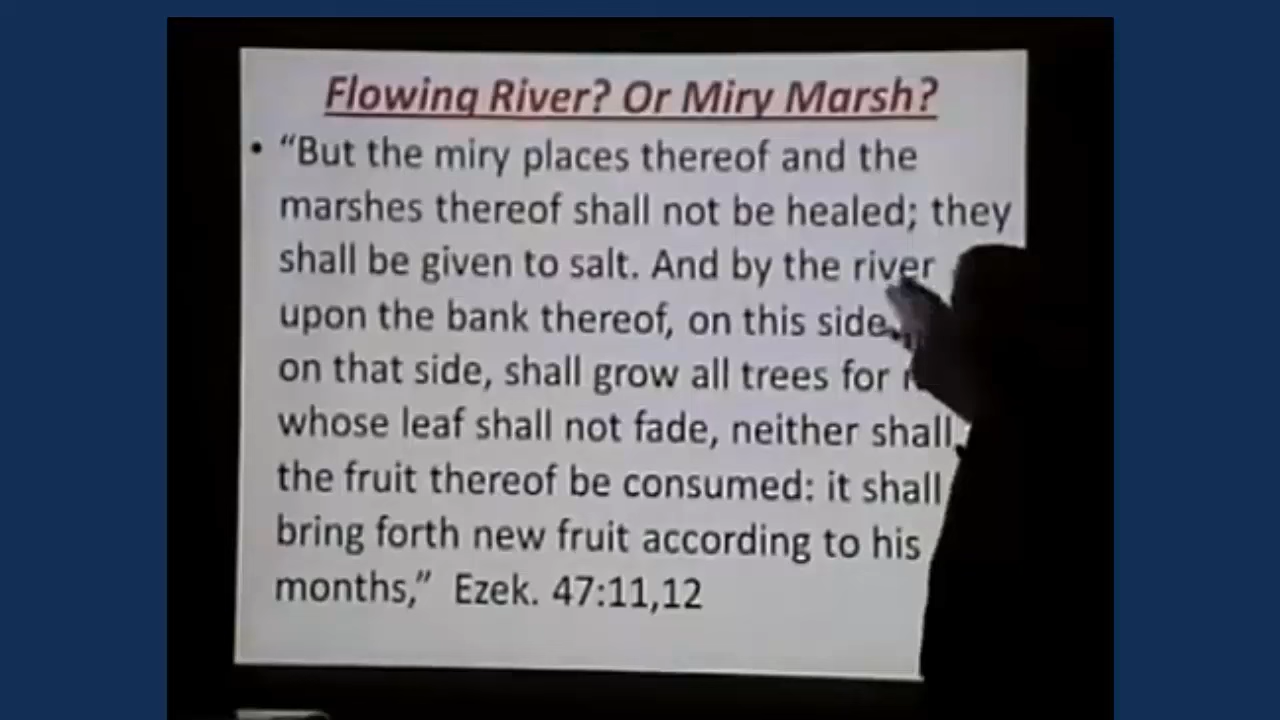 Flowing River? Or Miry Marsh?
• “But the miry places thereof and the
marshes thereof shall not be healed; they
shall be given to salt. And by the river
upon the bank thereof, on this side
on that side, shall grow all trees for
whose leaf shall not fade, neither shall
the fruit thereof be consumed: it shall
bring forth new fruit according to his
months,” Ezek. 47:11,12